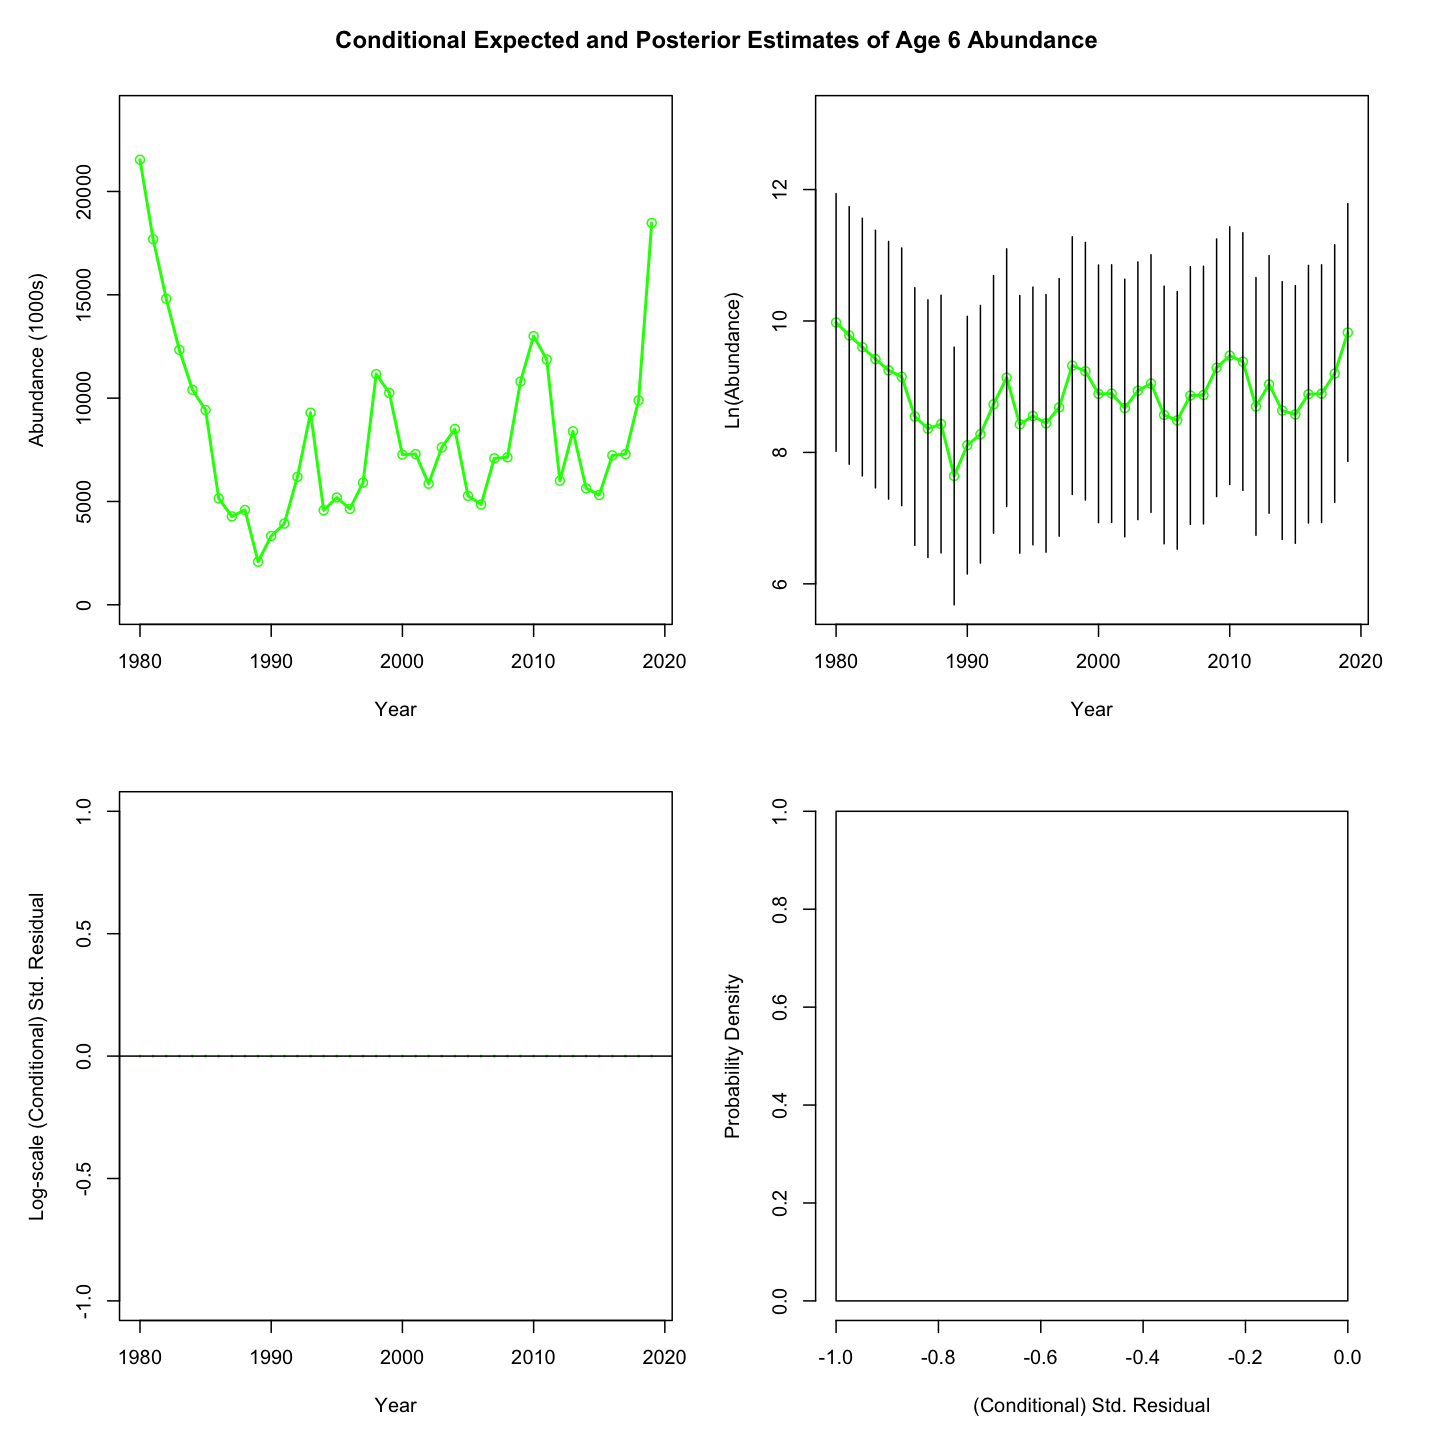 Conditional Expected and Posterior Estimates of Age 6 Abundance
Abundance (1000s)
20000
15000
10000
5000
0
1980 1990 2000 2010 2020
Year
Ln(Abundance)
12
10
8
6
1980 1990 2000 2010 2020
Year
Log-scale (Conditional) Std. Residual
1.0
0.5
0.0
-0.5
-1.0
1980 1990 2000 2010 2020
Year
Probability Density
1.0
0.8
0.6
0.4
0.2
0.0
-1.0 -0.8 -0.6 -0.4 -0.2 0.0
(Conditional) Std. Residual